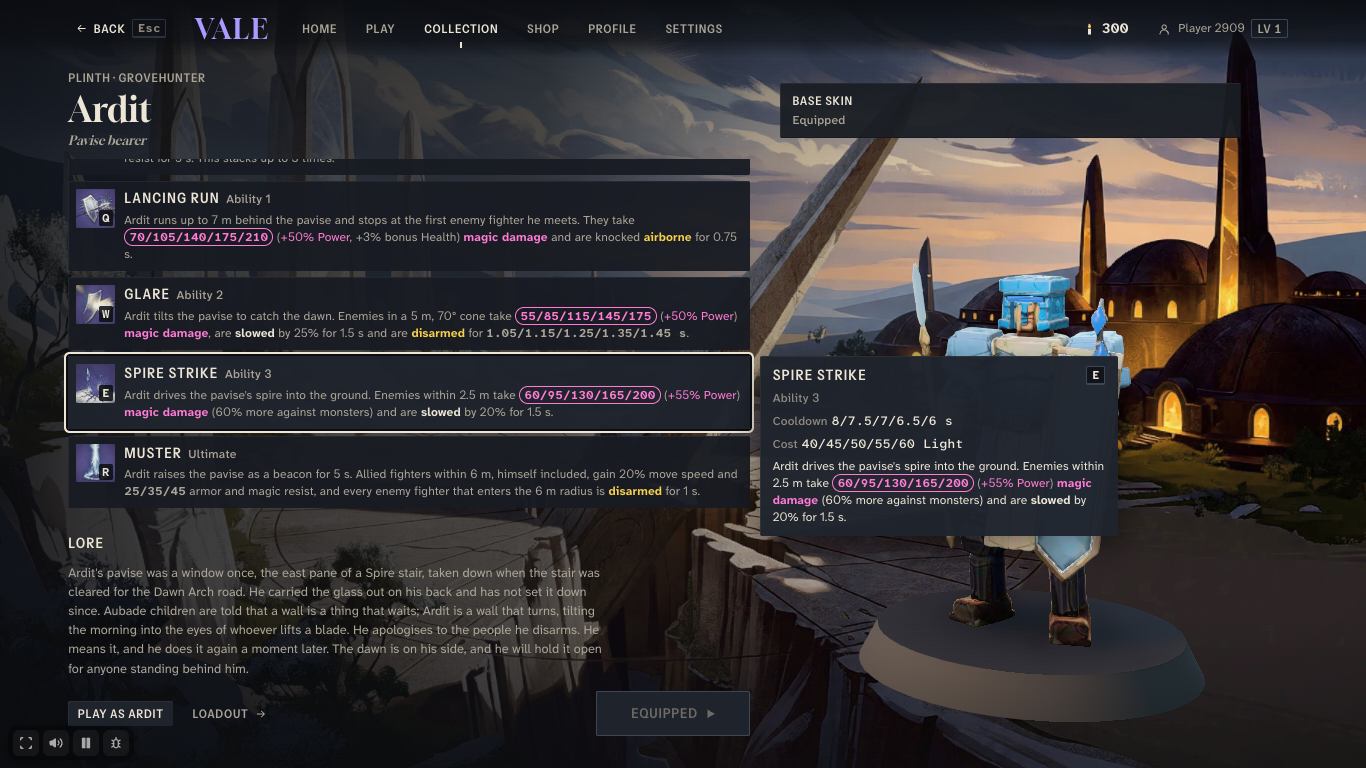 ← BACK Esc VALE HOME PLAY COLLECTION SHOP PROFILE SETTINGS 300 Player 2909 LV 1
PLINTH · GROVEHUNTER
Ardit
Pavise bearer
BASE SKIN
Equipped
resist for 5 s. This stacks up to 5 times.
LANCING RUN Ability 1
Q
Ardit runs up to 7 m behind the pavise and stops at the first enemy fighter he meets. They take
70/105/140/175/210 (+50% Power, +3% bonus Health) magic damage and are knocked airborne for 0.75
s.
GLARE Ability 2
W
Ardit tilts the pavise to catch the dawn. Enemies in a 5 m, 70° cone take 55/85/115/145/175 (+50% Power)
magic damage, are slowed by 25% for 1.5 s and are disarmed for 1.05/1.15/1.25/1.35/1.45 s.
SPIRE STRIKE Ability 3
E
Ardit drives the pavise's spire into the ground. Enemies within 2.5 m take 60/95/130/165/200 (+55% Power)
magic damage (60% more against monsters) and are slowed by 20% for 1.5 s.
MUSTER Ultimate
R
Ardit raises the pavise as a beacon for 5 s. Allied fighters within 6 m, himself included, gain 20% move speed and
25/35/45 armor and magic resist, and every enemy fighter that enters the 6 m radius is disarmed for 1 s.
SPIRE STRIKE E
Ability 3
Cooldown 8/7.5/7/6.5/6 s
Cost 40/45/50/55/60 Light
Ardit drives the pavise's spire into the ground. Enemies within
2.5 m take 60/95/130/165/200 (+55% Power) magic
damage (60% more against monsters) and are slowed by
20% for 1.5 s.
LORE
Ardit's pavise was a window once, the east pane of a Spire stair, taken down when the stair was
cleared for the Dawn Arch road. He carried the glass out on his back and has not set it down
since. Aubade children are told that a wall is a thing that waits; Ardit is a wall that turns, tilting
the morning into the eyes of whoever lifts a blade. He apologises to the people he disarms. He
means it, and he does it again a moment later. The dawn is on his side, and he will hold it open
for anyone standing behind him.
PLAY AS ARDIT LOADOUT → EQUIPPED ▶